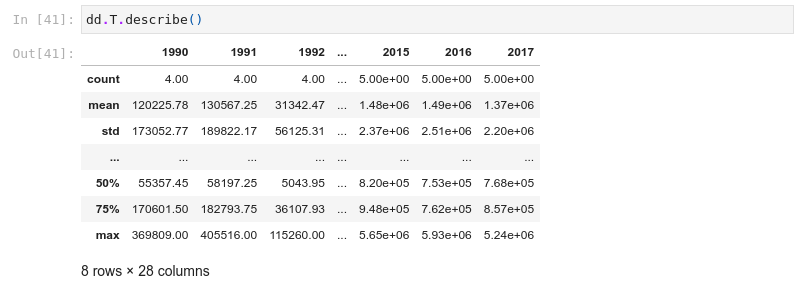 In [41]: dd.T.describe()
Out[41]:
1990 1991 1992 ... 2015 2016 2017
count 4.00 4.00 4.00 ... 5.00e+00 5.00e+00 5.00e+00
mean 120225.78 130567.25 31342.47 ... 1.48e+06 1.49e+06 1.37e+06
std 173052.77 189822.17 56125.31 ... 2.37e+06 2.51e+06 2.20e+06
... ... ... ... ... ... ... ...
50% 55357.45 58197.25 5043.95 ... 8.20e+05 7.53e+05 7.68e+05
75% 170601.50 182793.75 36107.93 ... 9.48e+05 7.62e+05 8.57e+05
max 369809.00 405516.00 115260.00 ... 5.65e+06 5.93e+06 5.24e+06
8 rows × 28 columns